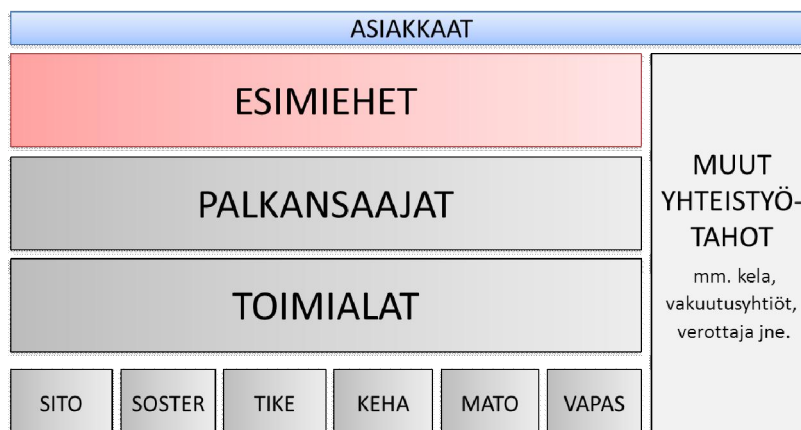 ASIAKKAAT
ESIMIEHET
PALKANSAAJAT
TOIMIALAT
SITO
SOSTER
TIKE
KEHA
MATO
VAPAS
MUUT
YHTEISTYÖ-
TAHOT
mm. kela,
vakuutusyhtiöt,
verottaja jne.